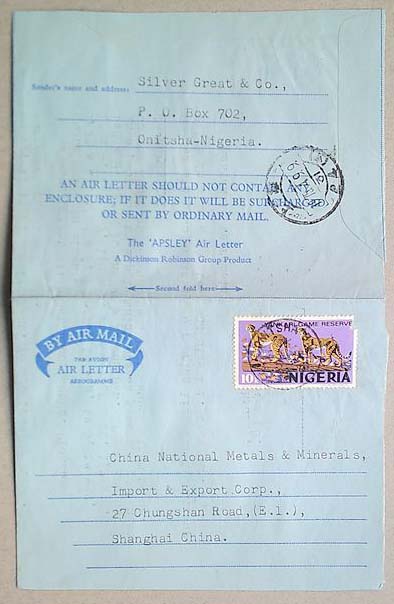 Sender's name and address:
Silver Great & Co.,
P. O. Box 702,
Onitsha-Nigeria.
AN AIR LETTER SHOULD NOT CONTAIN ANY
ENCLOSURE; IF IT DOES IT WILL BE SURCHARGED
OR SENT BY ORDINARY MAIL.
The 'APSLEY' Air Letter
A Dickinson Robinson Group Product
Second fold here
BY AIR MAIL
AIR LETTER
AEROGRAMME
GAME RESERVE
10K
NIGERIA
China National Metals & Minerals,
Import & Export Corp.,
27 Chungshan Road,(E.1.),
Shanghai China.